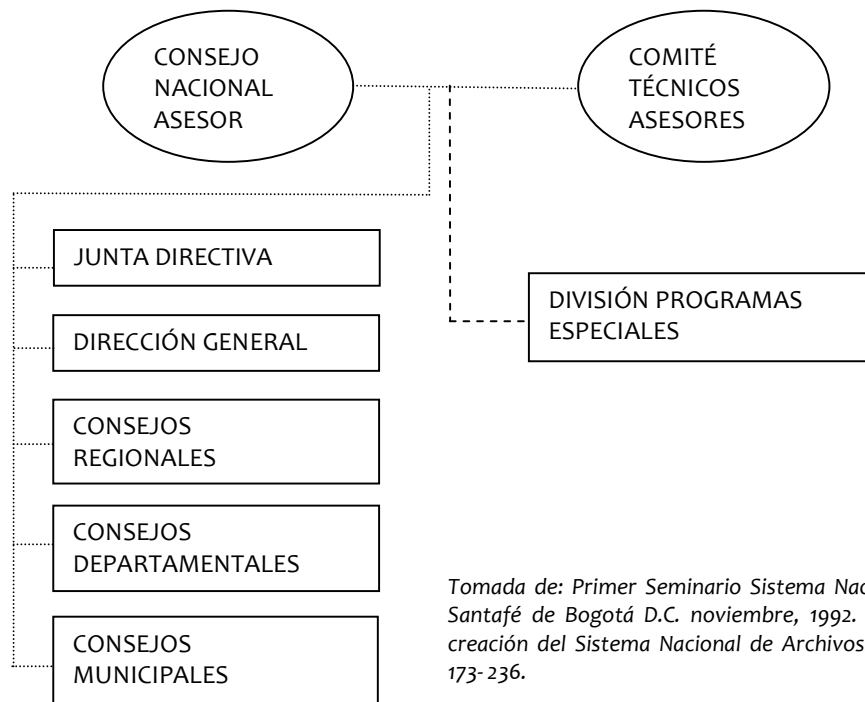 CONSEJO
NACIONAL
ASESOR
COMITÉ
TÉCNICOS
ASESORES
JUNTA DIRECTIVA
DIVISIÓN PROGRAMAS
ESPECIALES
DIRECCIÓN GENERAL
CONSEJOS
REGIONALES
CONSEJOS
DEPARTAMENTALES
CONSEJOS
MUNICIPALES
Tomada de: Primer Seminario Sistema Nac
Santafé de Bogotá D.C. noviembre, 1992.
creación del Sistema Nacional de Archivos
173- 236.